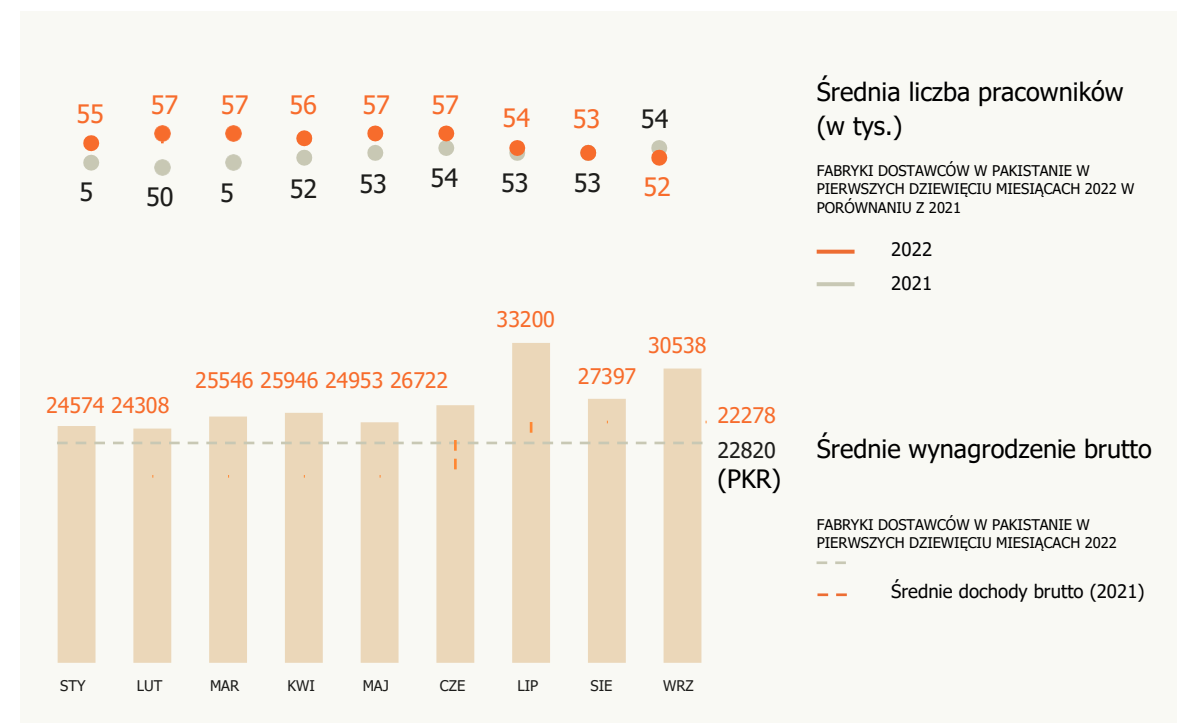 55 57 57 56 57 57 54 53 54
5 50 5 52 53 54 53 53 52
Średnia liczba pracowników
(w tys.)
FABRYKI DOSTAWCÓW W PAKISTANIE W
PIERWSZYCH DZIEWIĘCIU MIESIĄCACH 2022 W
PORÓWNANIU Z 2021
2022
2021
33200
30538
25546 25946 24953 26722
27397
24574 24308
22278
22820
(PKR)
Średnie wynagrodzenie brutto
FABRYKI DOSTAWCÓW W PAKISTANIE W
PIERWSZYCH DZIEWIĘCIU MIESIĄCACH 2022
Średnie dochody brutto (2021)
STY LUT MAR KWI MAJ CZE LIP SIE WRZ